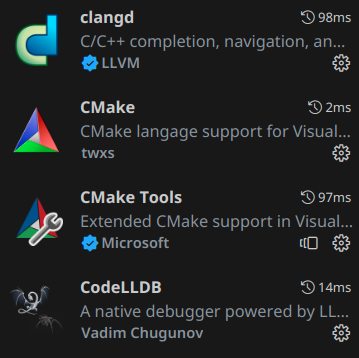 clangd 98ms
C/C++ completion, navigation, an...
LLVM
CMake 2ms
CMake langage support for Visual...
twxs
CMake Tools 97ms
Extended CMake support in Visual...
Microsoft
CodeLLDB 14ms
A native debugger powered by LL...
Vadim Chugunov